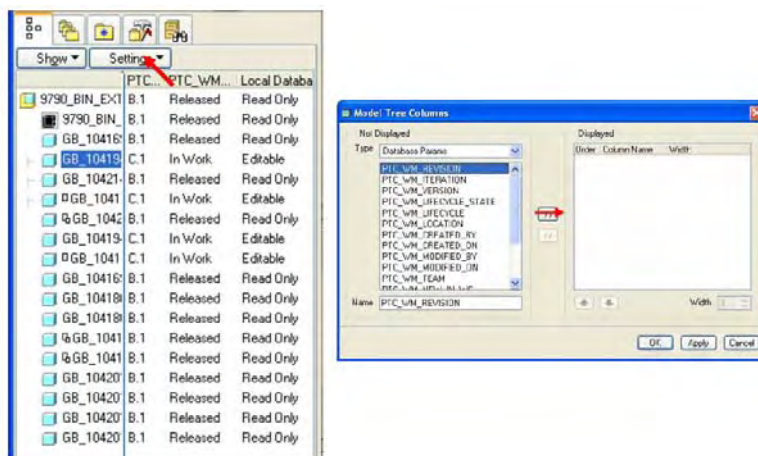 Show Settings
PTC... PTC_WM... Local Databa
9790_BIN_EXT B.1 Released Read Only
9790_BIN_ B.1 Released Read Only
GB_10416 B.1 Released Read Only
GB_10419 C.1 In Work Editable
GB_10421 B.1 Released Read Only
GB_1041 C.1 In Work Editable
GB_1042 B.1 Released Read Only
GB_10419 C.1 In Work Editable
GB_1041 C.1 In Work Editable
GB_10416 B.1 Released Read Only
GB_10418 B.1 Released Read Only
GB_10418 B.1 Released Read Only
GB_1041 B.1 Released Read Only
GB_1041 B.1 Released Read Only
GB_10420 B.1 Released Read Only
GB_10420 B.1 Released Read Only
GB_10420 B.1 Released Read Only
GB_10420 B.1 Released Read Only
Model Tree Columns
Not Displayed
Type Database Params
PTC_WM_REVISION
PTC_WM_ITERATION
PTC_WM_VERSION
PTC_WM_LIFECYCLE_STATE
PTC_WM_LIFECYCLE
PTC_WM_LOCATION
PTC_WM_CREATED_BY
PTC_WM_CREATED_ON
PTC_WM_MODIFIED_BY
PTC_WM_MODIFIED_ON
PTC_WM_TEAM
Name PTC_WM_REVISION
Displayed
Order Column Name Width
Width
OK Apply Cancel